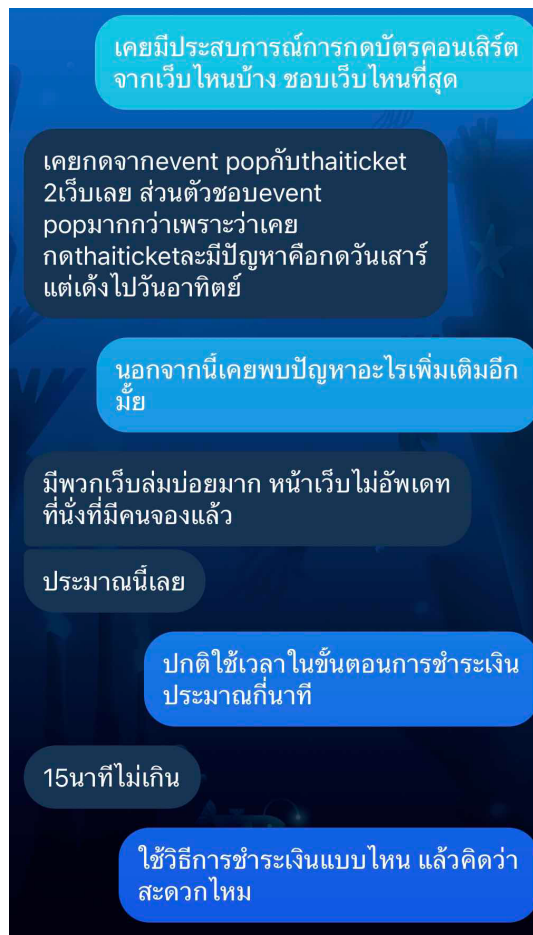 เคยมีประสบการณ์การกดบัตรคอนเสิร์ต
จากเว็บไหนบ้าง ชอบเว็บไหนที่สุด
เคยกดจากevent popกับthaiticket
2เว็บเลย ส่วนตัวชอบevent
popมากกว่าเพราะว่าเคย
กดthaiticketละมีปัญหาคือกดวันเสาร์
แต่เด้งไปวันอาทิตย์
นอกจากนี้เคยพบปัญหาอะไรเพิ่มเติมอีก
มั้ย
มีพวกเว็บล่มบ่อยมาก หน้าเว็บไม่อัพเดท
ที่นั่งที่มีคนจองแล้ว
ประมาณนี้เลย
ปกติใช้เวลาในขั้นตอนการชำระเงิน
ประมาณกี่นาที
15นาทีไม่เกิน
ใช้วิธีการชำระเงินแบบไหน แล้วคิดว่า
สะดวกไหม